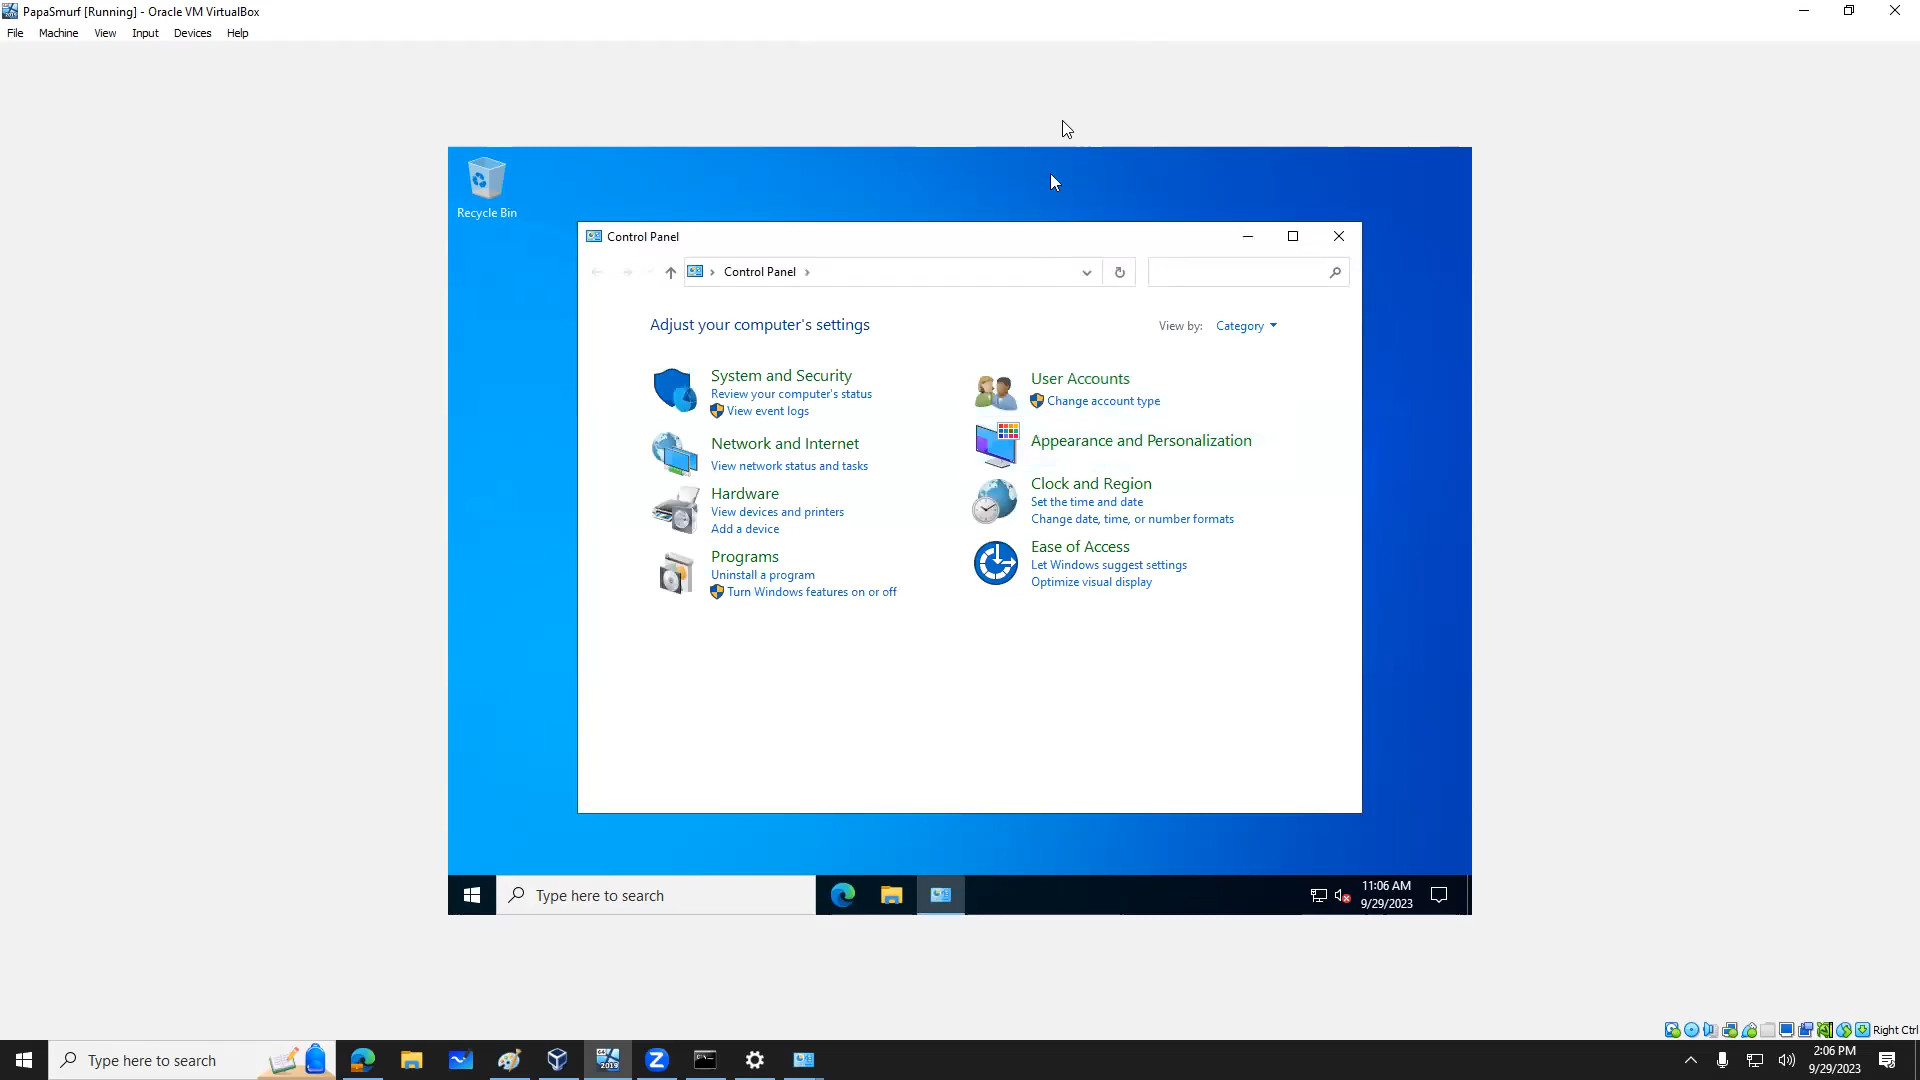 PapaSmurf [Running] - Oracle VM VirtualBox
File Machine View Input Devices Help
Recycle Bin
Control Panel
Control Panel
Adjust your computer's settings
View by: Category
System and Security
Review your computer's status
View event logs
Network and Internet
View network status and tasks
Hardware
View devices and printers
Add a device
Programs
Uninstall a program
Turn Windows features on or off
User Accounts
Change account type
Appearance and Personalization
Clock and Region
Set the time and date
Change date, time, or number formats
Ease of Access
Let Windows suggest settings
Optimize visual display
Type here to search
11:06 AM
9/29/2023
Right Ctrl
Type here to search
2019
2:06 PM
9/29/2023